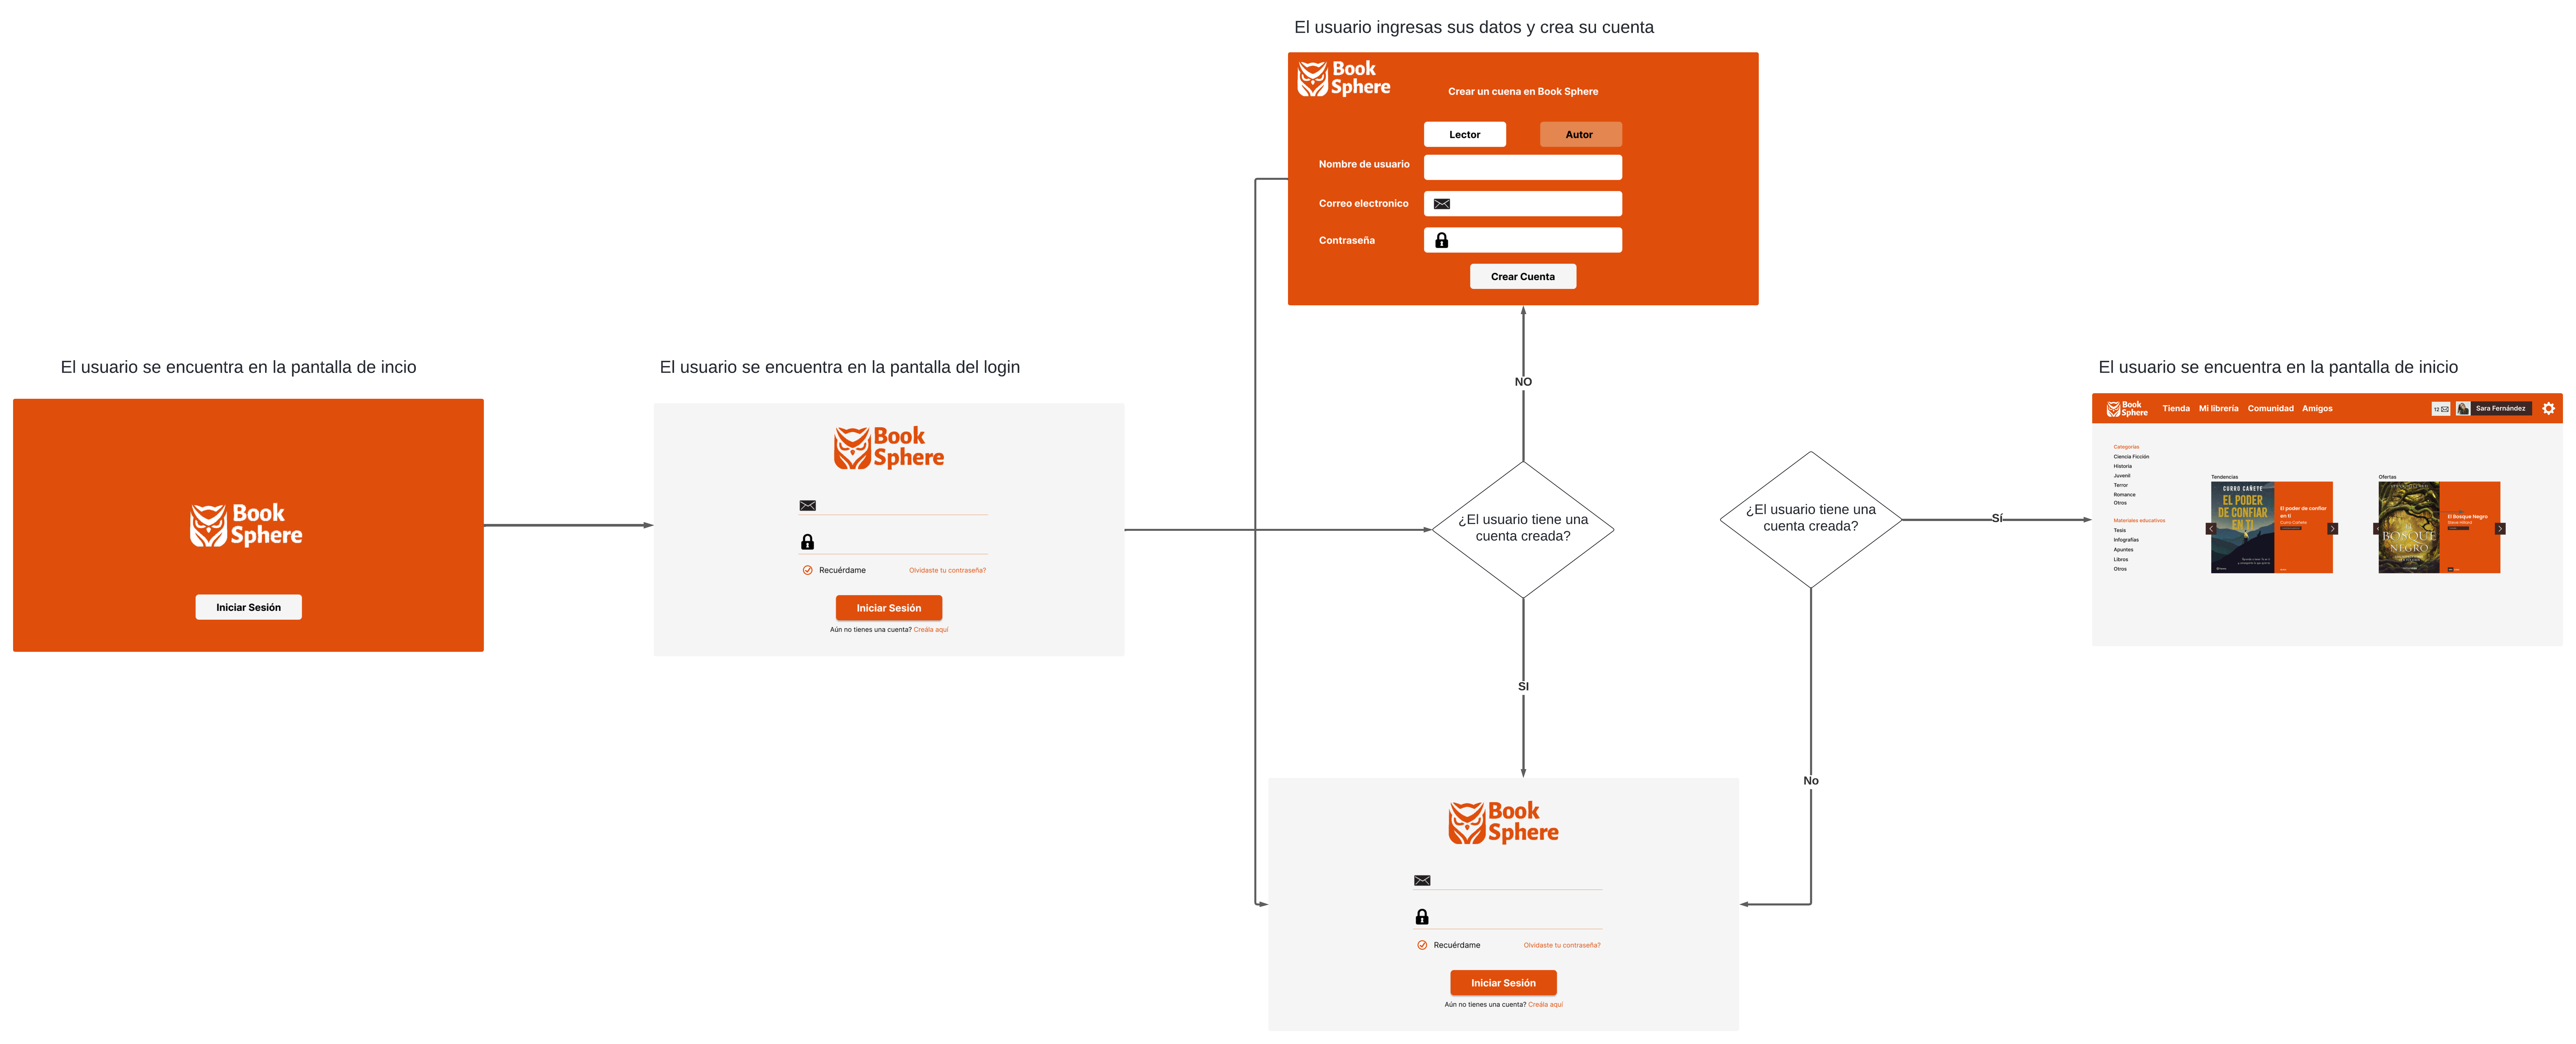 El usuario ingresas sus datos y crea su cuenta
Book
Sphere
Crear un cuena en Book Sphere
Lector
Autor
Nombre de usuario
Correo electronico
Contraseña
Crear Cuenta
El usuario se encuentra en la pantalla de incio
Book
Sphere
Iniciar Sesión
El usuario se encuentra en la pantalla del login
Book
Sphere
Recuérdame
Olvidaste tu contraseña?
Iniciar Sesión
Aún no tienes una cuenta? Creála aquí
NO
¿El usuario tiene una
cuenta creada?
SI
Book
Sphere
Recuérdame
Olvidaste tu contraseña?
Iniciar Sesión
Aún no tienes una cuenta? Creála aquí
¿El usuario tiene una
cuenta creada?
No
Sí
El usuario se encuentra en la pantalla de inicio
Book
Sphere
Tienda
Mi librería
Comunidad
Amigos
12
Sara Fernández
Categorías
Ciencia Ficción
Historia
Juvenil
Terror
Romance
Otros
Materiales educativos
Tesis
Infografías
Apuntes
Libros
Otros
Tendencias
CURRO CAÑETE
EL PODER
DE CONFIAR
EN TI
El poder de confiar
en ti
Curro Cañete
Ofertas
BOSQUE
NEGRO
El Bosque Negro